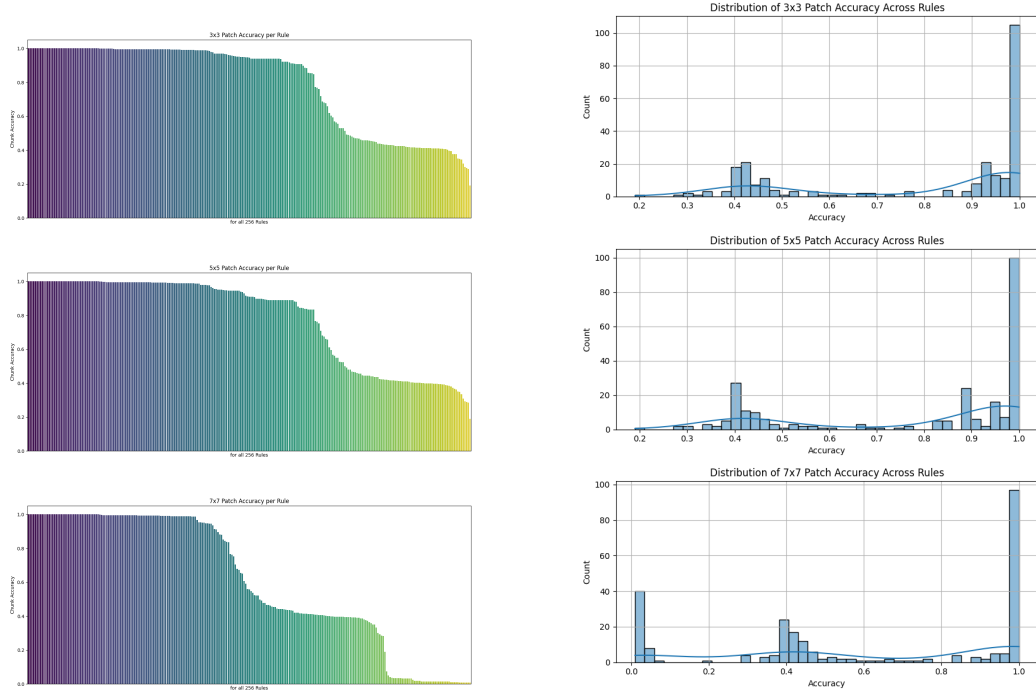 3x3 Patch Accuracy per Rule
1.0
0.8
0.6
0.4
0.2
0.0
Chunk Accuracy
for all 256 Rules
Distribution of 3x3 Patch Accuracy Across Rules
100
80
60
40
20
0
Count
0.2 0.3 0.4 0.5 0.6 0.7 0.8 0.9 1.0
Accuracy
5x5 Patch Accuracy per Rule
1.0
0.8
0.6
0.4
0.2
0.0
Chunk Accuracy
for all 256 Rules
Distribution of 5x5 Patch Accuracy Across Rules
100
80
60
40
20
0
Count
0.2 0.3 0.4 0.5 0.6 0.7 0.8 0.9 1.0
Accuracy
7x7 Patch Accuracy per Rule
1.0
0.8
0.6
0.4
0.2
0.0
Chunk Accuracy
for all 256 Rules
Distribution of 7x7 Patch Accuracy Across Rules
100
80
60
40
20
0
Count
0.0 0.2 0.4 0.6 0.8 1.0
Accuracy